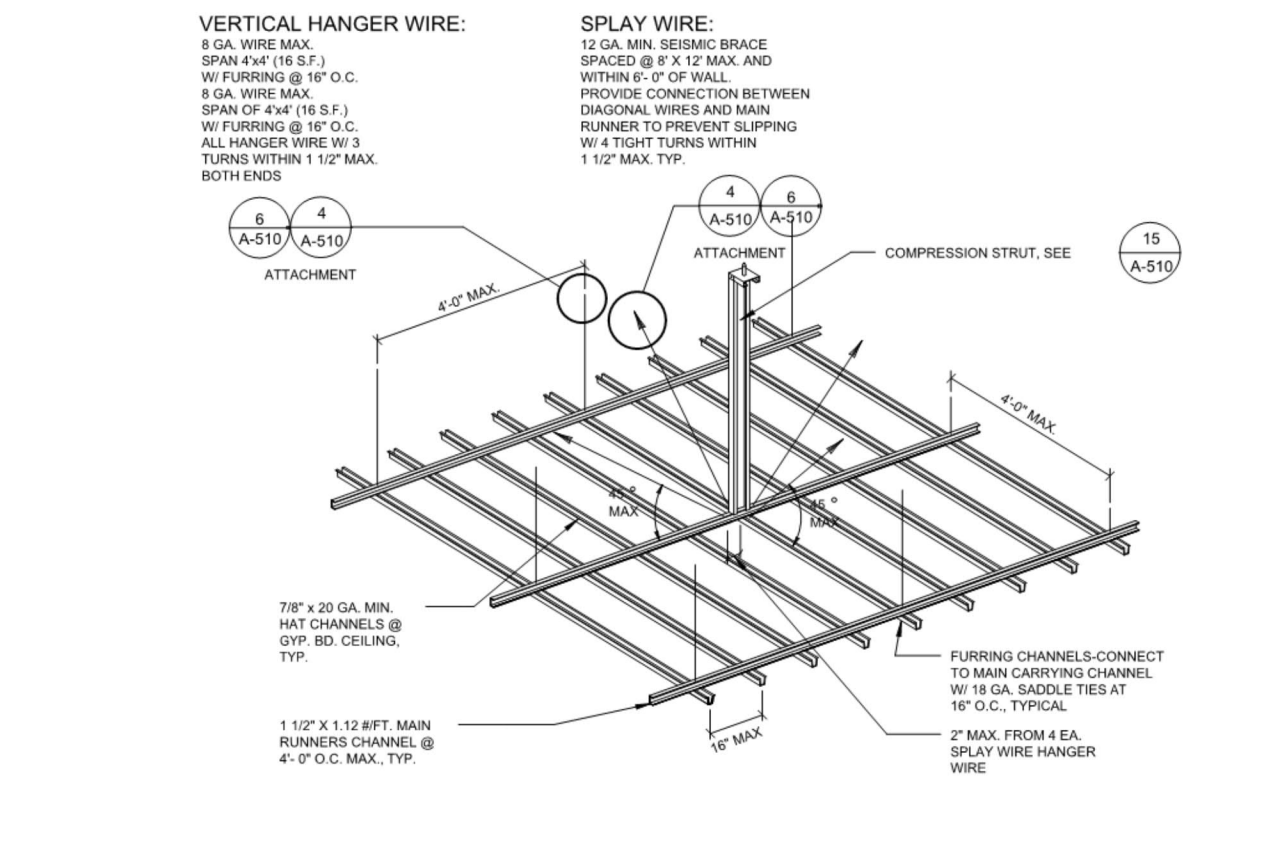 VERTICAL HANGER WIRE:
8 GA. WIRE MAX.
SPAN 4'x4' (16 S.F.)
W/ FURRING @ 16" O.C.
8 GA. WIRE MAX.
SPAN OF 4'x4' (16 S.F.)
W/ FURRING @ 16" O.C.
ALL HANGER WIRE W/ 3
TURNS WITHIN 1 1/2" MAX.
BOTH ENDS
SPLAY WIRE:
12 GA. MIN. SEISMIC BRACE
SPACED @ 8' X 12' MAX. AND
WITHIN 6'- 0" OF WALL.
PROVIDE CONNECTION BETWEEN
DIAGONAL WIRES AND MAIN
RUNNER TO PREVENT SLIPPING
W/ 4 TIGHT TURNS WITHIN
1 1/2" MAX. TYP.
6
A-510
4
A-510
ATTACHMENT
4
A-510
6
A-510
ATTACHMENT
COMPRESSION STRUT, SEE
15
A-510
4'-0" MAX.
4'-0" MAX.
45 °
MAX
45 °
MAX
7/8" x 20 GA. MIN.
HAT CHANNELS @
GYP. BD. CEILING,
TYP.
1 1/2" X 1.12 #/FT. MAIN
RUNNERS CHANNEL @
4'- 0" O.C. MAX., TYP.
16" MAX
FURRING CHANNELS-CONNECT
TO MAIN CARRYING CHANNEL
W/ 18 GA. SADDLE TIES AT
16" O.C., TYPICAL
2" MAX. FROM 4 EA.
SPLAY WIRE HANGER
WIRE